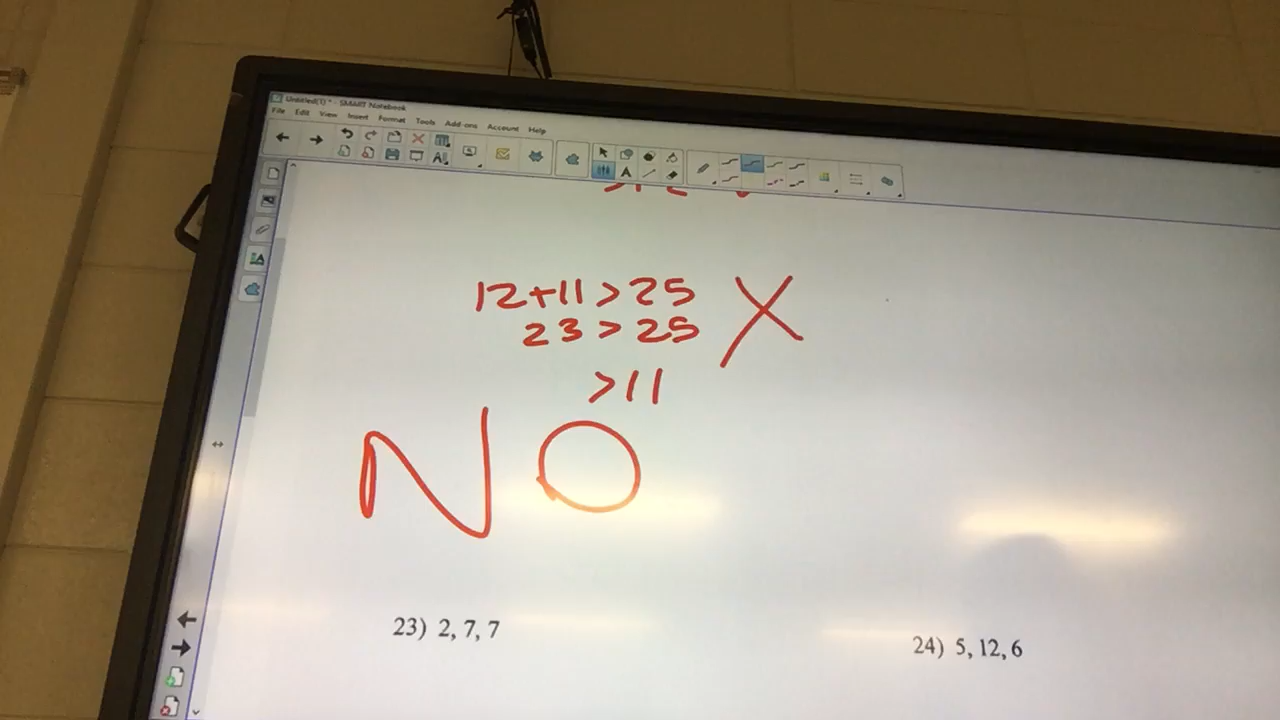 Untitled(1) * - SMART Notebook
File Edit View Insert Format Tools Add-ons Account Help
12+11>25 X
23>25
>11
NO
23) 2, 7, 7
24) 5, 12, 6